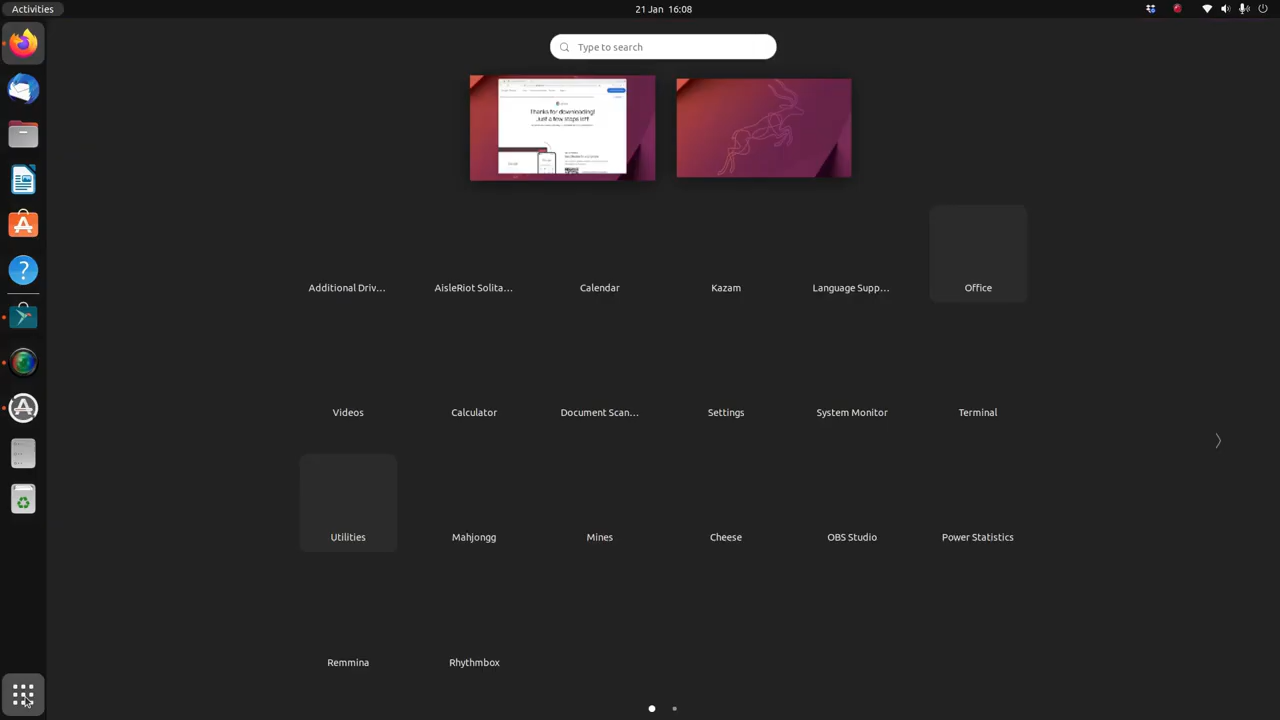 Activities
21 Jan 16:08
Type to search
Thanks for downloading!
Just a few steps left!
Additional Driv...
AisleRiot Solita...
Calendar
Kazam
Language Supp...
Office
Videos
Calculator
Document Scan...
Settings
System Monitor
Terminal
Utilities
Mahjongg
Mines
Cheese
OBS Studio
Power Statistics
Remmina
Rhythmbox